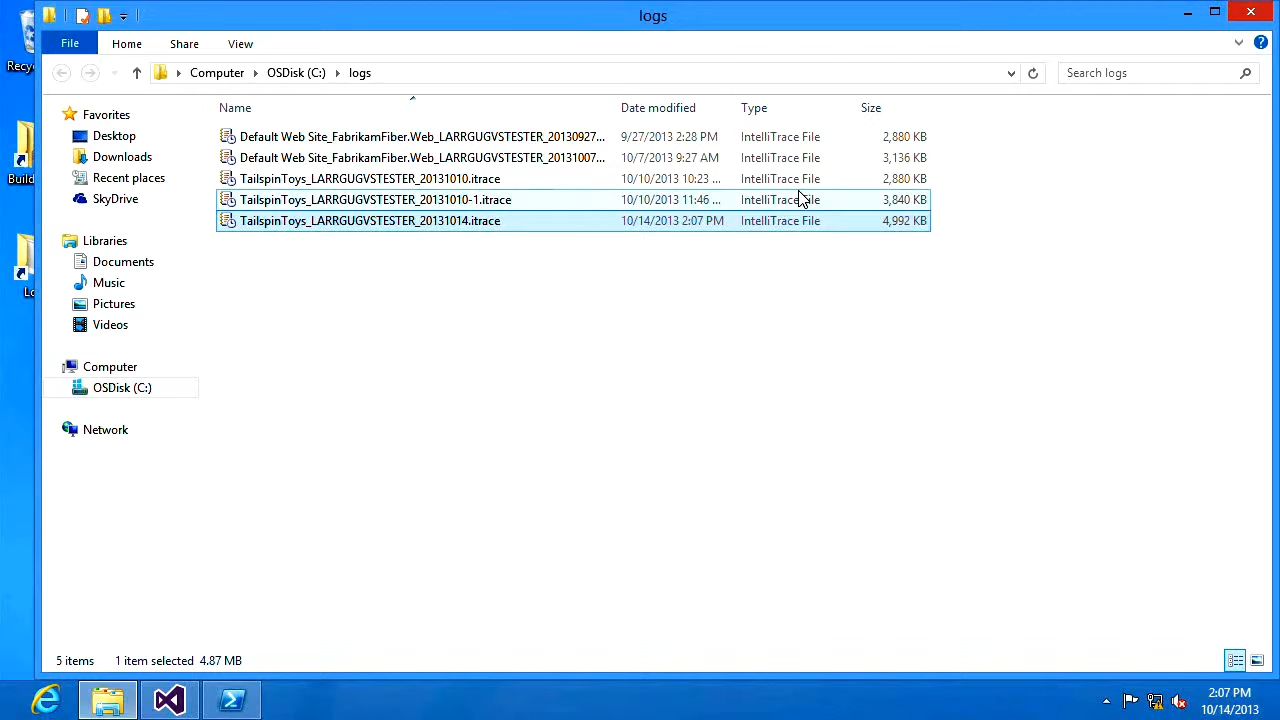 logs
File Home Share View
Computer OSDisk (C:) logs
Search logs
Name Date modified Type Size
Default Web Site_FabrikamFiber.Web_LARRGUGVSTESTER_20130927... 9/27/2013 2:28 PM IntelliTrace File 2,880 KB
Default Web Site_FabrikamFiber.Web_LARRGUGVSTESTER_20131007... 10/7/2013 9:27 AM IntelliTrace File 3,136 KB
TailspinToys_LARRGUGVSTESTER_20131010.itrace 10/10/2013 10:23 ... IntelliTrace File 2,880 KB
TailspinToys_LARRGUGVSTESTER_20131010-1.itrace 10/10/2013 11:46 ... IntelliTrace File 3,840 KB
TailspinToys_LARRGUGVSTESTER_20131014.itrace 10/14/2013 2:07 PM IntelliTrace File 4,992 KB
Favorites
Desktop
Downloads
Recent places
SkyDrive
Libraries
Documents
Music
Pictures
Videos
Computer
OSDisk (C:)
Network
Recy
Build
Lo
5 items 1 item selected 4.87 MB
2:07 PM
10/14/2013